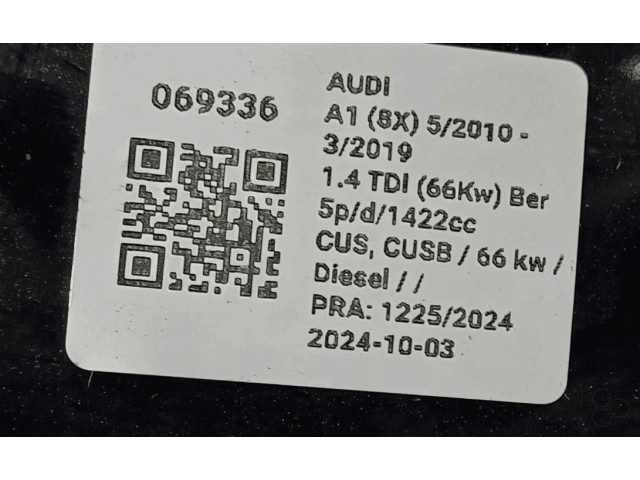 069336
AUDI
A1 (8X) 5/2010 -
3/2019
1.4 TDI (66Kw) Ber
5p/d/1422cc
CUS, CUSB / 66 kw /
Diesel / /
PRA: 1225/2024
2024-10-03